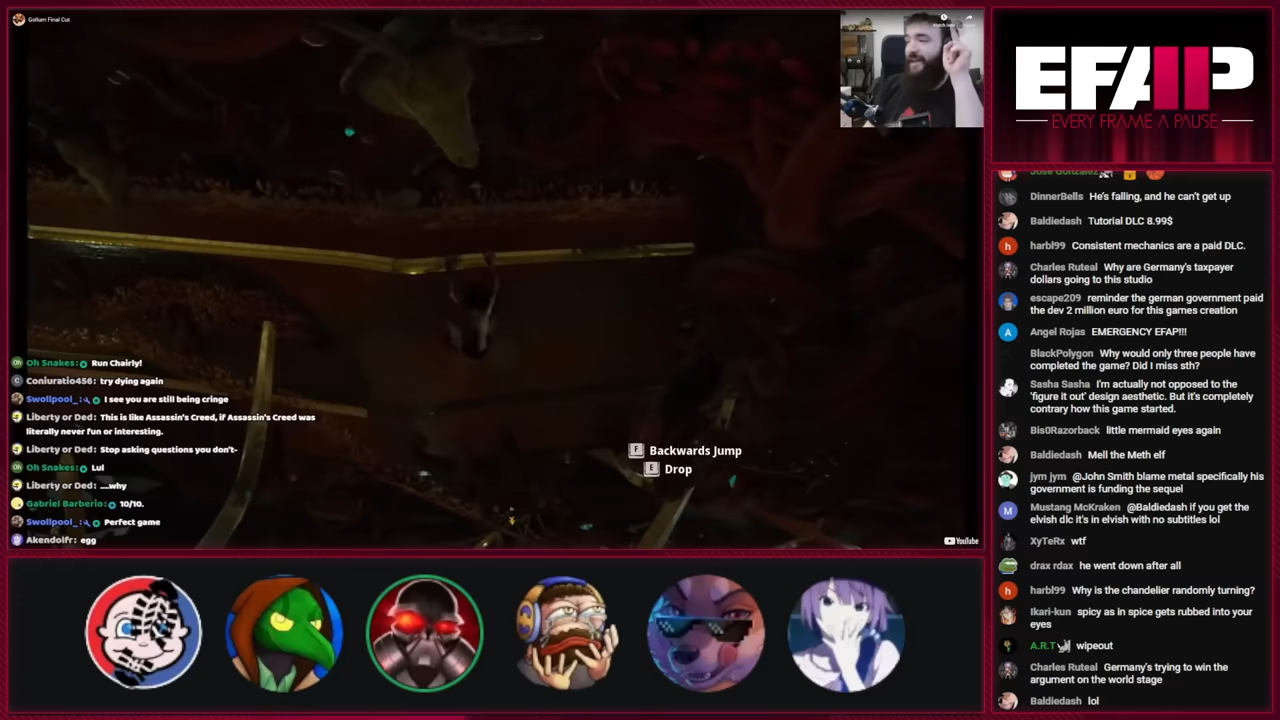 Gollum Final Cut
EFAP
EVERY FRAME A PAUSE
Oh Snakes: Run Chairly!
Coniuratio456: try dying again
Swollpool_: I see you are still being cringe
Liberty or Ded: This is like Assassin's Creed, if Assassin's Creed was
literally never fun or interesting.
Liberty or Ded: Stop asking questions you don't-
Oh Snakes: Lul
Liberty or Ded: ....why
Gabriel Barberio: 10/10.
Swollpool_: Perfect game
Akendolfr: egg
F Backwards Jump
E Drop
YouTube
Jose Gonzalez
DinnerBells He's falling, and he can't get up
Baldiedash Tutorial DLC 8.99$
h harbl99 Consistent mechanics are a paid DLC.
Charles Ruteal Why are Germany's taxpayer
dollars going to this studio
escape209 reminder the german government paid
the dev 2 million euro for this games creation
A Angel Rojas EMERGENCY EFAP!!!
BlackPolygon Why would only three people have
completed the game? Did I miss sth?
Sasha Sasha I'm actually not opposed to the
'figure it out' design aesthetic. But it's completely
contrary how this game started.
Bis0Razorback little mermaid eyes again
Baldiedash Mell the Meth elf
jym jym @John Smith blame metal specifically his
government is funding the sequel
M Mustang McKraken @Baldiedash if you get the
elvish dlc it's in elvish with no subtitles lol
XyTeRx wtf
drax rdax he went down after all
h harbl99 Why is the chandelier randomly turning?
Ikari-kun spicy as in spice gets rubbed into your
eyes
A.R.T wipeout
Charles Ruteal Germany's trying to win the
argument on the world stage
Baldiedash lol